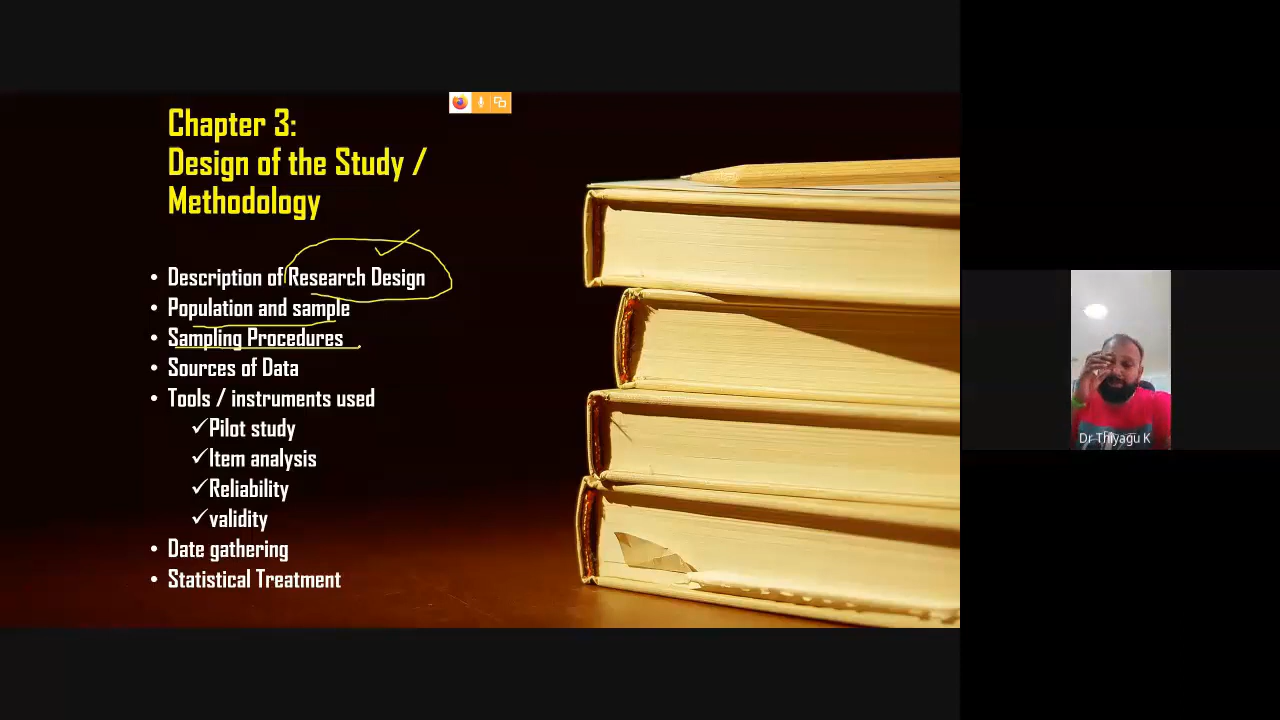 Chapter 3:
Design of the Study /
Methodology
• Description of Research Design
• Population and sample
• Sampling Procedures
• Sources of Data
• Tools / instruments used
✓Pilot study
✓Item analysis
✓Reliability
✓validity
• Date gathering
• Statistical Treatment
Dr Thiyagu K